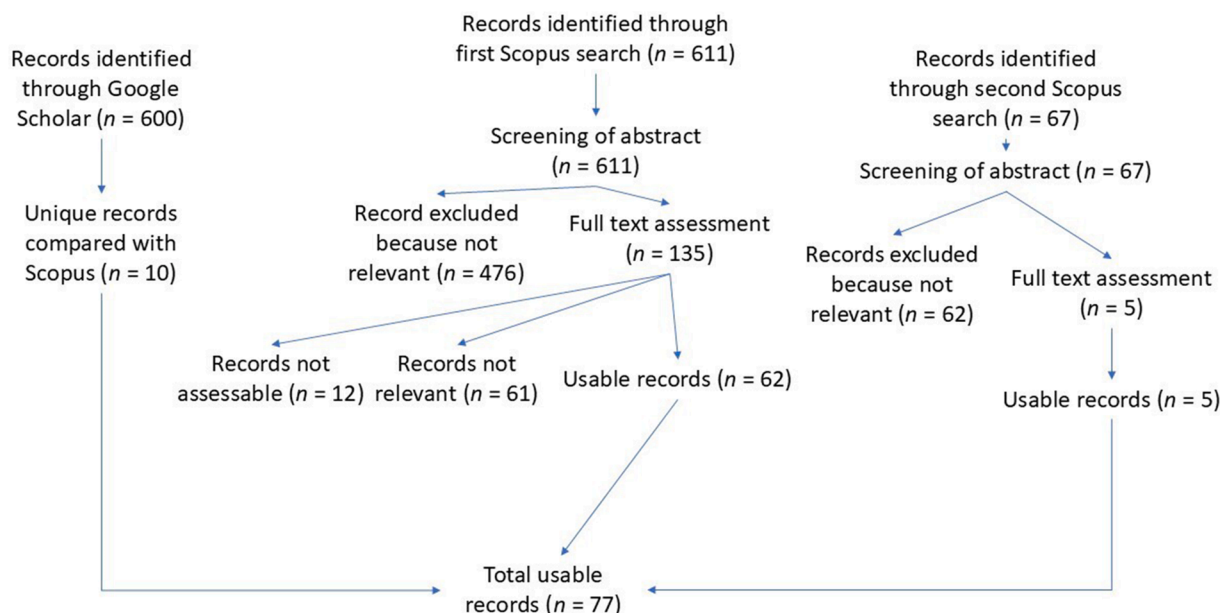 Records identified
through Google
Scholar (n = 600)
Unique records
compared with
Scopus (n = 10)
Records identified through
first Scopus search (n = 611)
Screening of abstract
(n = 611)
Record excluded
because not
relevant (n = 476)
Full text assessment
(n = 135)
Records not
assessable (n = 12)
Records not
relevant (n = 61)
Usable records (n = 62)
Records identified
through second Scopus
search (n = 67)
Screening of abstract (n = 67)
Records excluded
because not
relevant (n = 62)
Full text assessment
(n = 5)
Usable records (n = 5)
Total usable
records (n = 77)